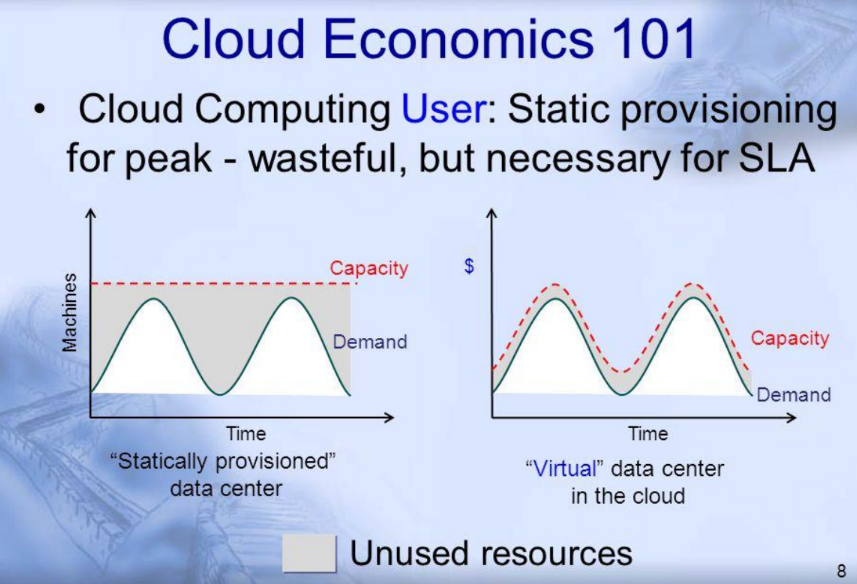 Cloud Economics 101
• Cloud Computing User: Static provisioning
for peak - wasteful, but necessary for SLA
Machines
Capacity
Demand
Time
“Statically provisioned”
data center
$
Capacity
Demand
Time
“Virtual” data center
in the cloud
Unused resources
8